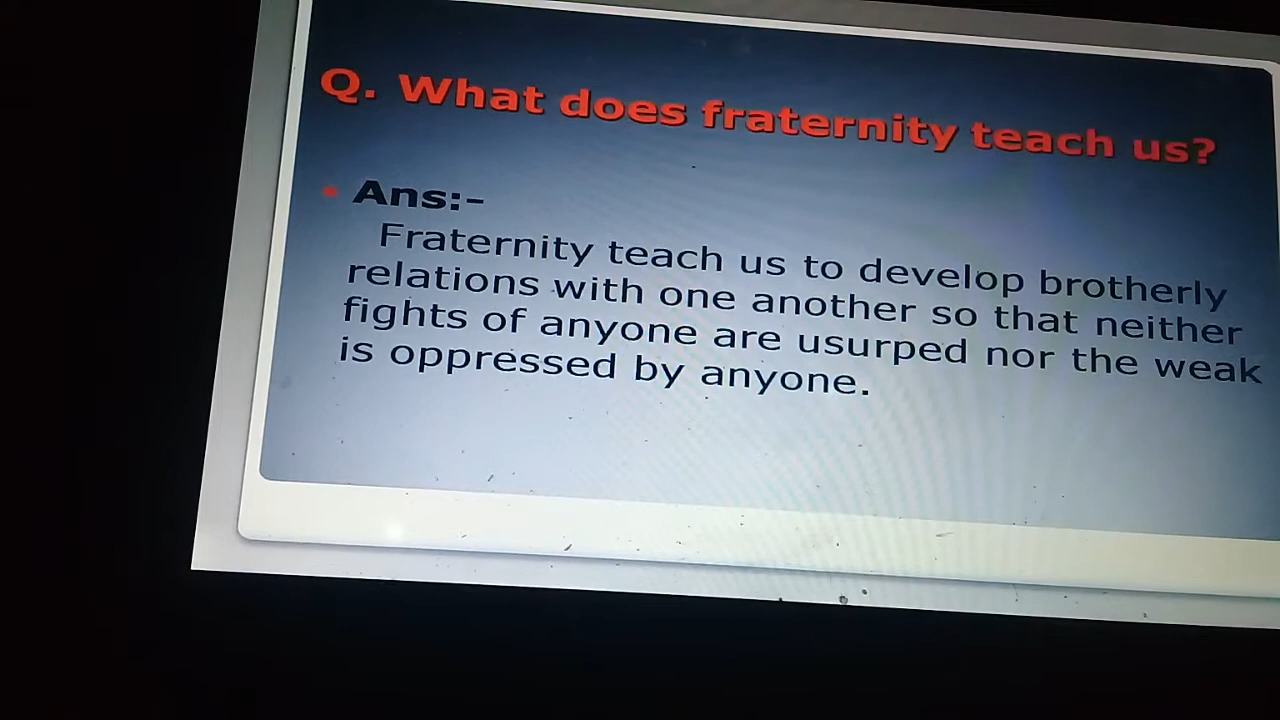 Q. What does fraternity teach us?
• Ans:-
Fraternity teach us to develop brotherly
relations with one another so that neither
fights of anyone are usurped nor the weak
is oppressed by anyone.